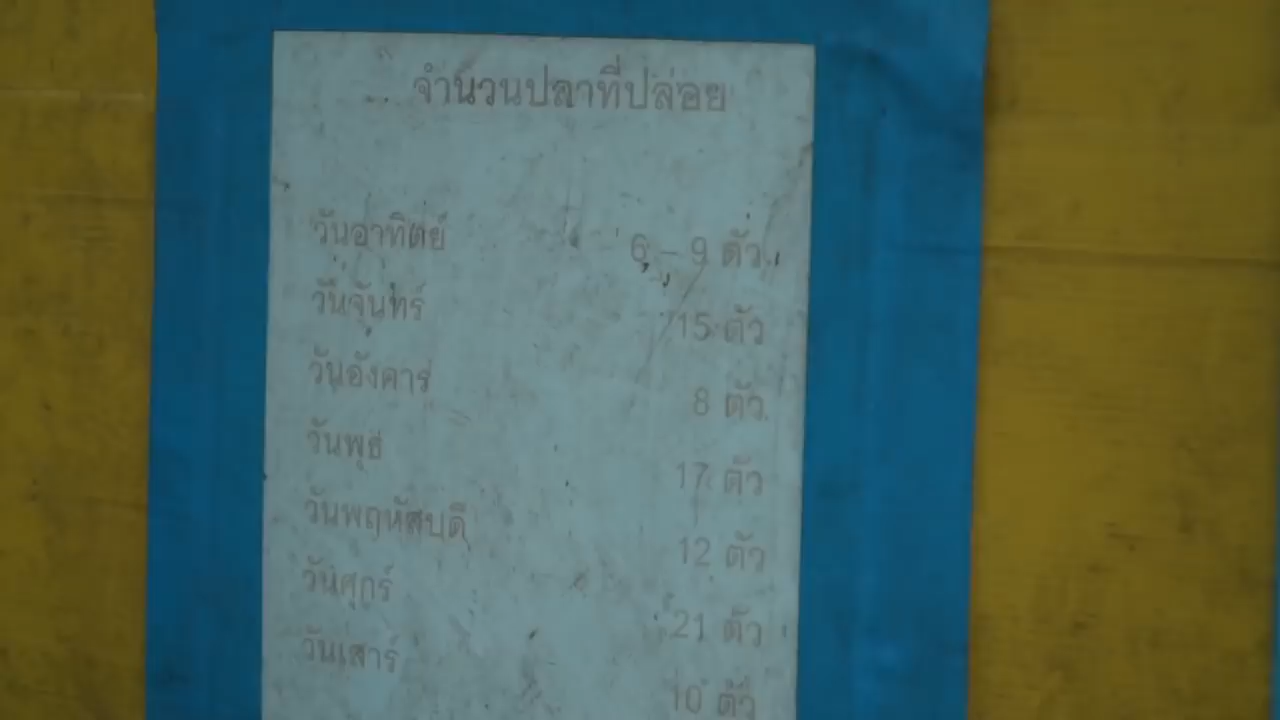 จำนวนปลาที่ปล่อย
วันอาทิตย์ 6 – 9 ตัว
วันจันทร์ 15 ตัว
วันอังคาร 8 ตัว
วันพุธ 17 ตัว
วันพฤหัสบดี 12 ตัว
วันศุกร์ 21 ตัว
วันเสาร์ 10 ตัว